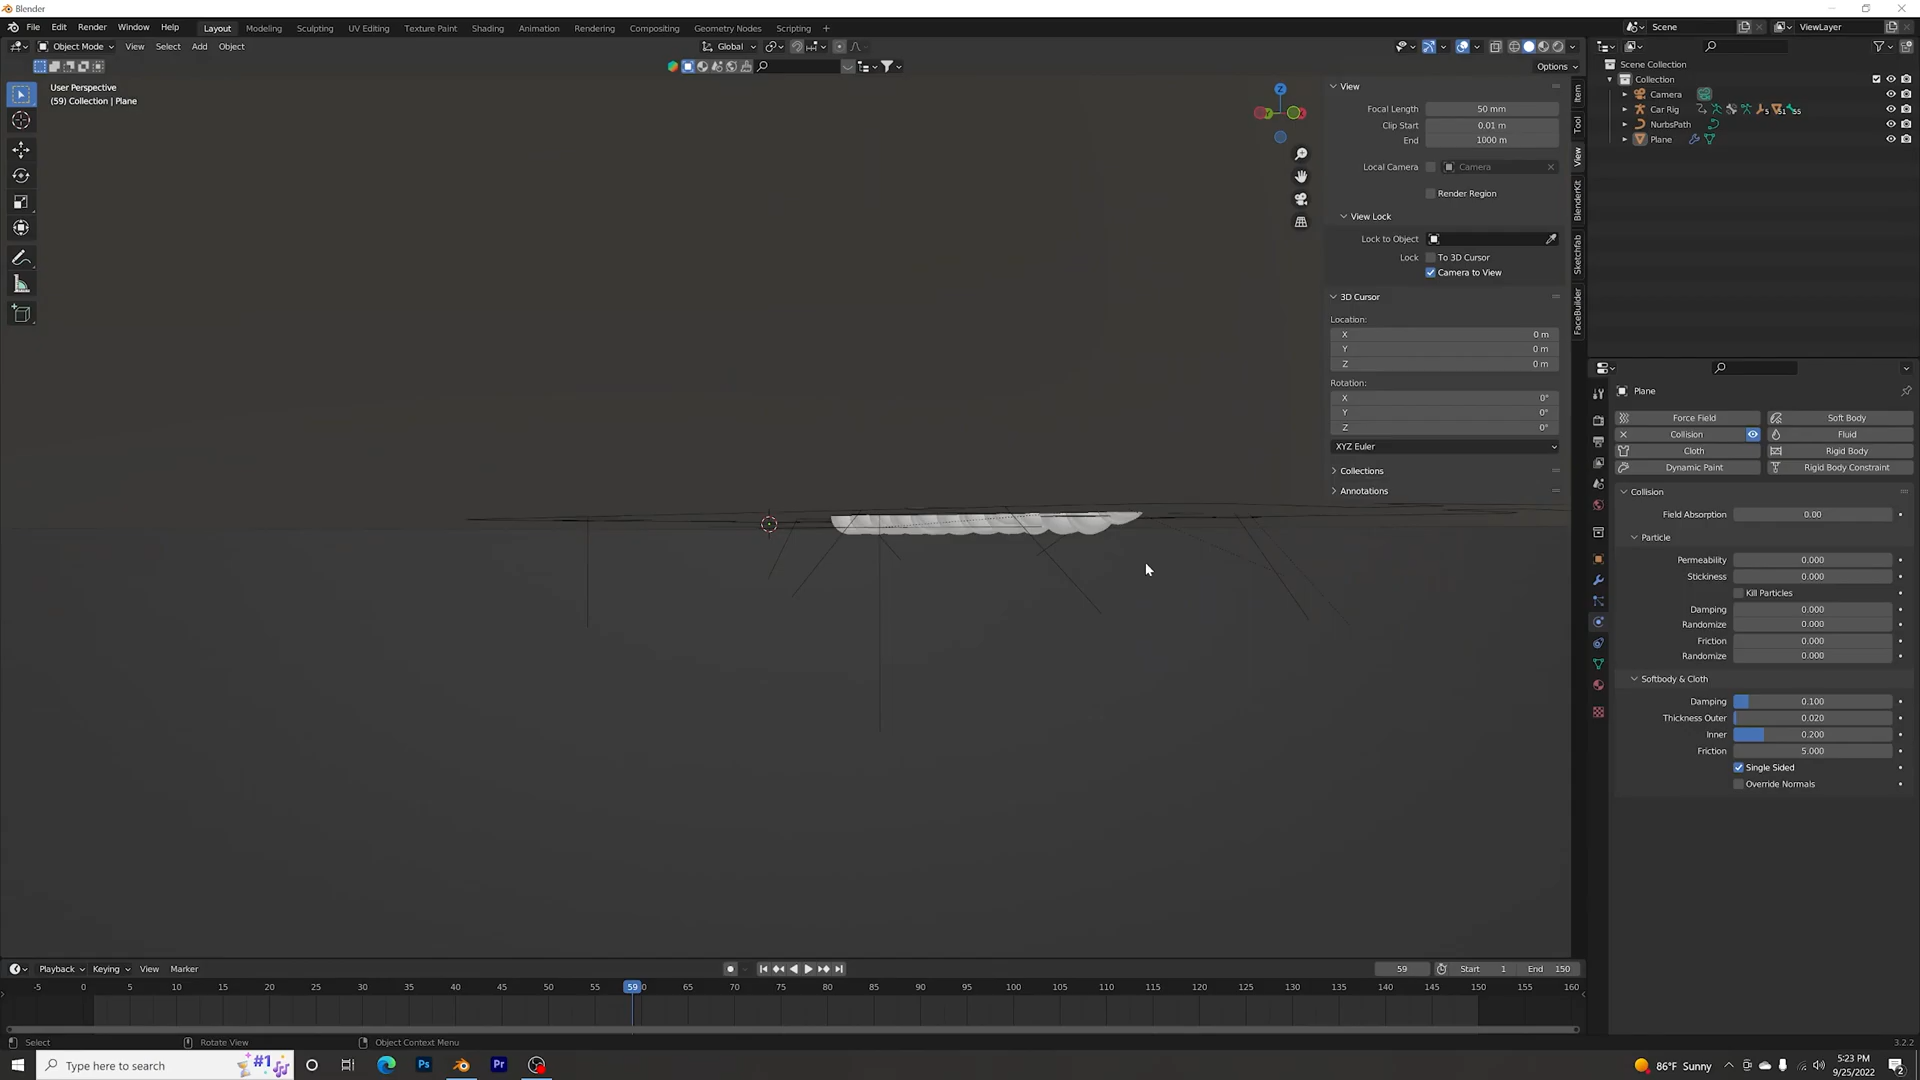 Blender
File Edit Render Window Help Layout Modeling Sculpting UV Editing Texture Paint Shading Animation Rendering Compositing Geometry Nodes Scripting + Scene ViewLayer
Object Mode View Select Add Object Global
Options
User Perspective
(59) Collection | Plane
Item
Tool
View
BlenderKit
Sketchfab
FaceBuilder
View
Focal Length 50 mm
Clip Start 0.01 m
End 1000 m
Local Camera Camera
Render Region
View Lock
Lock to Object
Lock To 3D Cursor
Camera to View
3D Cursor
Location:
X 0 m
Y 0 m
Z 0 m
Rotation:
X 0°
Y 0°
Z 0°
XYZ Euler
Collections
Annotations
Z
Scene Collection
Collection
Camera
Car Rig 5 51 55
NurbsPath
Plane
Plane
Force Field Soft Body
Collision Fluid
Cloth Rigid Body
Dynamic Paint Rigid Body Constraint
Collision
Field Absorption 0.00
Particle
Permeability 0.000
Stickiness 0.000
Kill Particles
Damping 0.000
Randomize 0.000
Friction 0.000
Randomize 0.000
Softbody & Cloth
Damping 0.100
Thickness Outer 0.020
Inner 0.200
Friction 5.000
Single Sided
Override Normals
Playback Keying View Marker 59 Start 1 End 150
-5 0 5 10 15 20 25 30 35 40 45 50 55 59 60 65 70 75 80 85 90 95 100 105 110 115 120 125 130 135 140 145 150 155 160
Select Rotate View Object Context Menu 3.2.2
Type here to search #1 Ps Pr 86°F Sunny 5:23 PM
9/25/2022 2